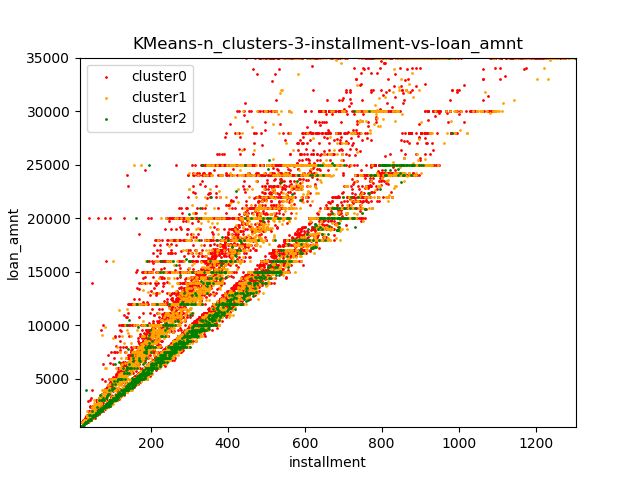 KMeans-n_clusters-3-installment-vs-loan_amnt
35000
30000
25000
20000
15000
10000
5000
loan_amnt
cluster0
cluster1
cluster2
200 400 600 800 1000 1200
installment